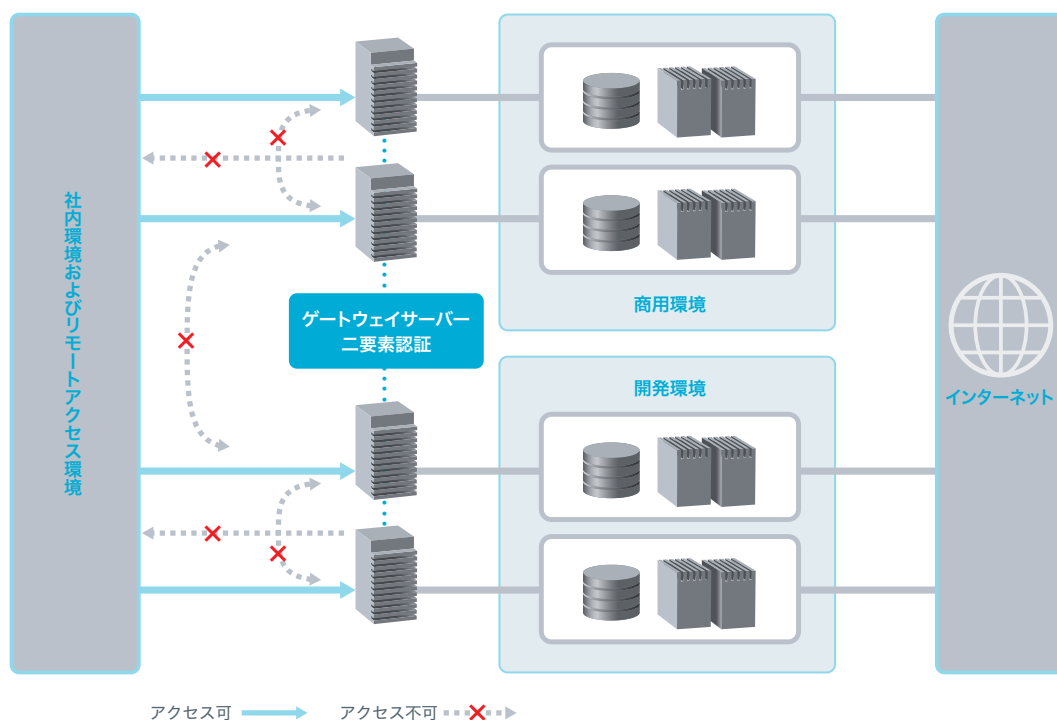 社内環境およびリモートアクセス環境
ゲートウェイサーバー
二要素認証
商用環境
開発環境
インターネット
アクセス可
アクセス不可